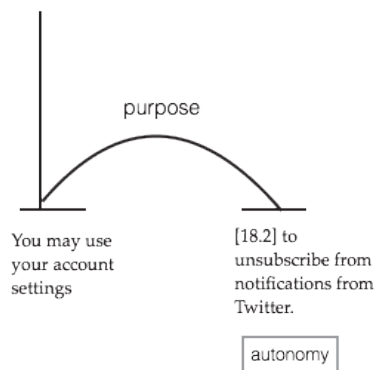 purpose
You may use
your account
settings
[18.2] to
unsubscribe from
notifications from
Twitter.
autonomy